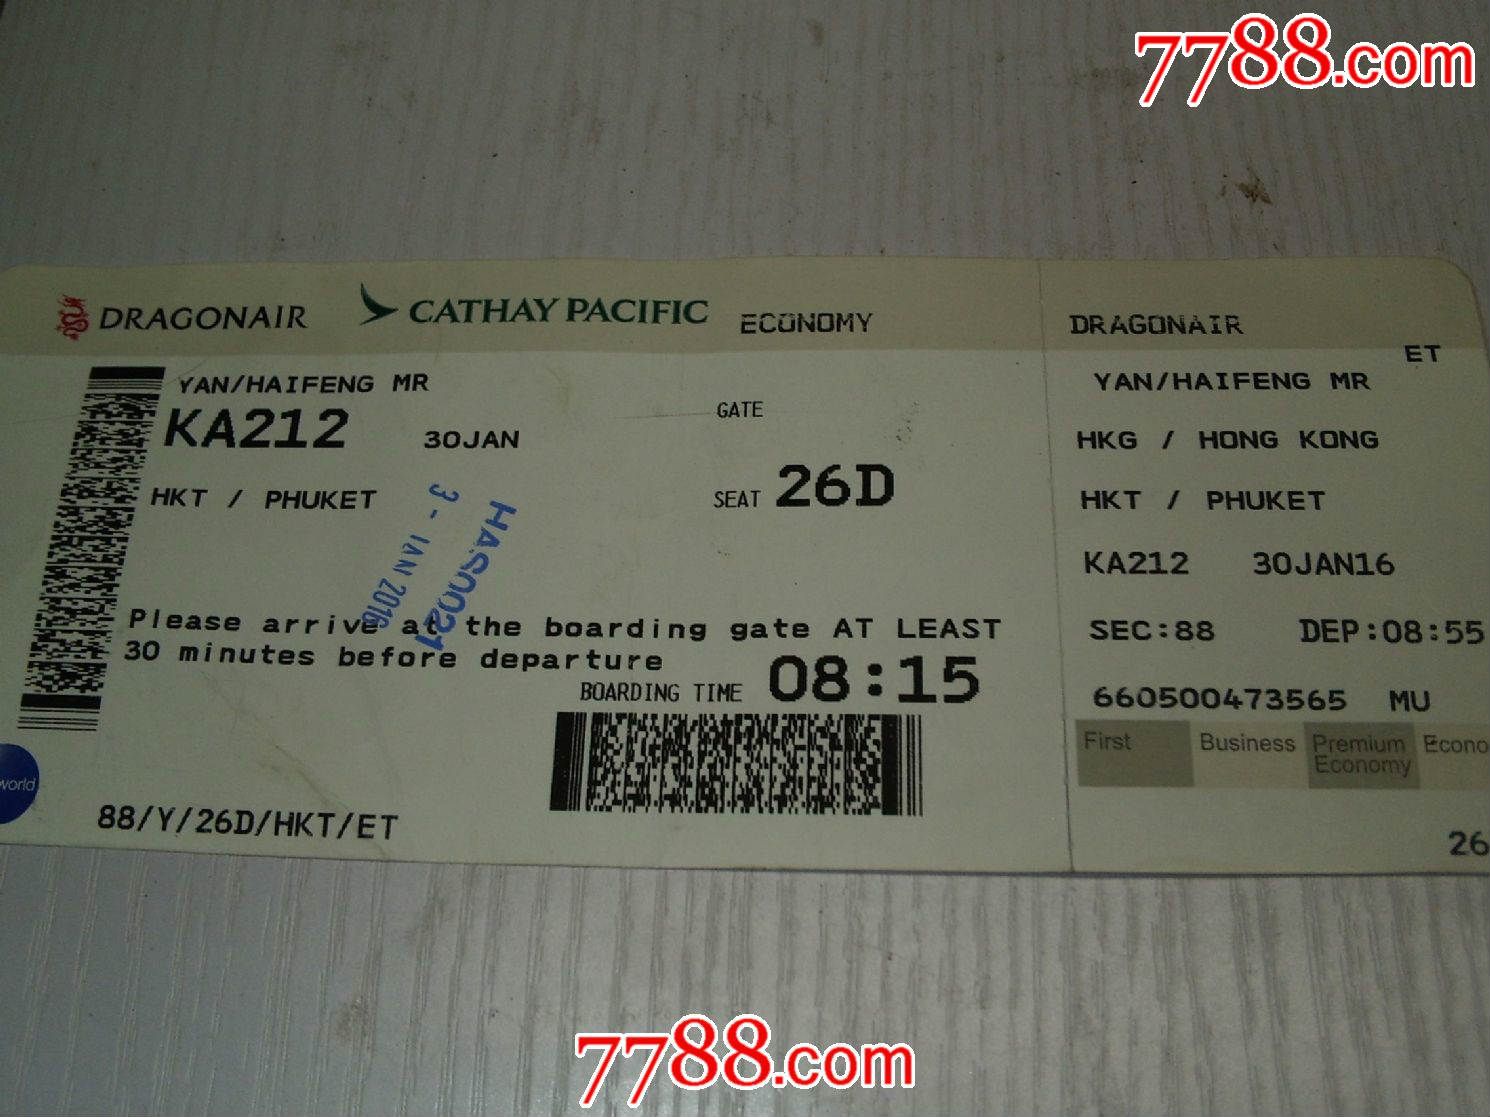 7788.com
DRAGONAIR CATHAY PACIFIC ECONOMY
YAN/HAIFENG MR
KA212 30JAN
GATE
HKT / PHUKET
SEAT 26D
HAS0021
Please arrive at the boarding gate AT LEAST
30 minutes before departure
BOARDING TIME 08:15
world
88/Y/26D/HKT/ET
DRAGONAIR
ET
YAN/HAIFENG MR
HKG / HONG KONG
HKT / PHUKET
KA212 30JAN16
SEC:88 DEP:08:55
660500473565 MU
First Business Premium Economy Econo
26
7788.com